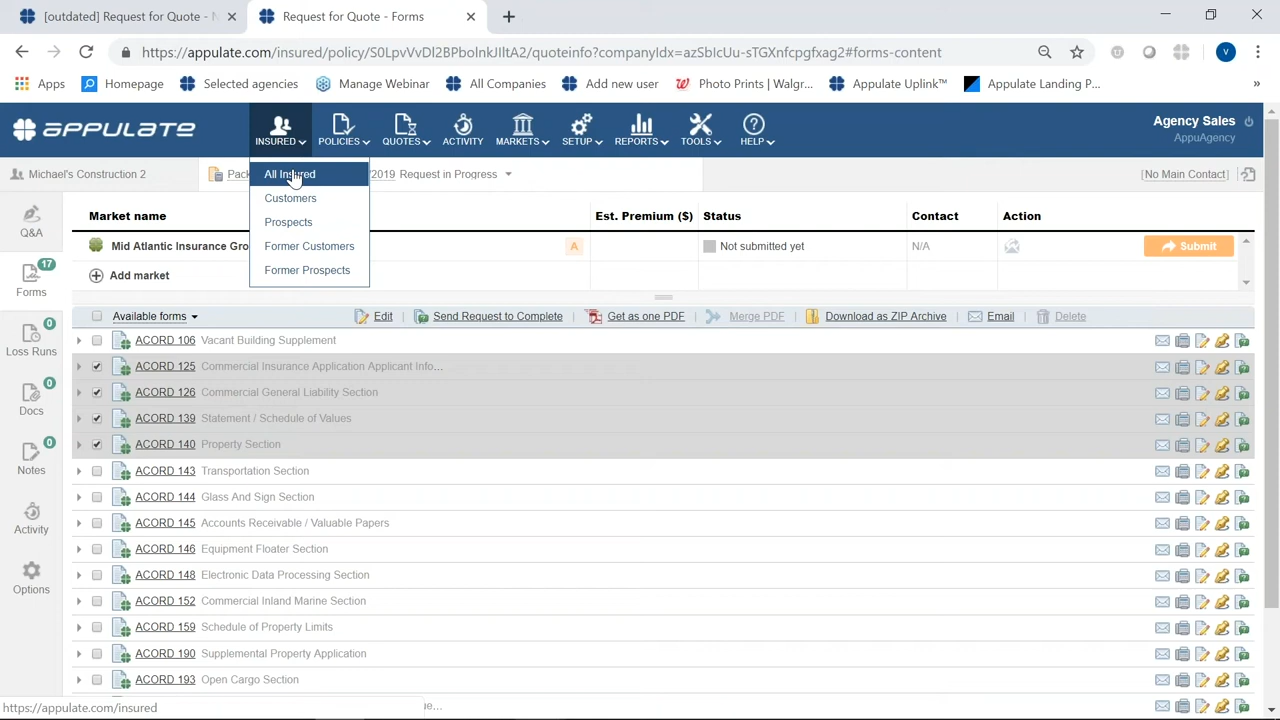 [outdated] Request for Quote - N
Request for Quote - Forms
https://appulate.com/insured/policy/S0LpvVvDI2BPboInkJIltA2/quoteinfo?companyIdx=azSbIcUu-sTGXnfcpgfxag2#forms-content
V
Apps
Homepage
Selected agencies
Manage Webinar
All Companies
Add new user
Photo Prints | Walgr...
Appulate Uplink™
Appulate Landing P...
»
APPULATE
INSURED
POLICIES
QUOTES
ACTIVITY
MARKETS
SETUP
REPORTS
TOOLS
HELP
Agency Sales
AppuAgency
Michael's Construction 2
Pack
/2019 Request in Progress
[No Main Contact]
All Insured
Customers
Prospects
Former Customers
Former Prospects
Q&A
Forms
17
Loss Runs
0
Docs
0
Notes
0
Activity
Options
Market name
Est. Premium ($)
Status
Contact
Action
Mid Atlantic Insurance Gro
A
Not submitted yet
N/A
Submit
Add market
Available forms
Edit
Send Request to Complete
Get as one PDF
Merge PDF
Download as ZIP Archive
Email
Delete
ACORD 106 Vacant Building Supplement
ACORD 125 Commercial Insurance Application Applicant Info...
ACORD 126 Commercial General Liability Section
ACORD 139 Statement / Schedule of Values
ACORD 140 Property Section
ACORD 143 Transportation Section
ACORD 144 Glass And Sign Section
ACORD 145 Accounts Receivable / Valuable Papers
ACORD 146 Equipment Floater Section
ACORD 148 Electronic Data Processing Section
ACORD 152 Commercial Inland Marine Section
ACORD 159 Schedule of Property Limits
ACORD 190 Supplemental Property Application
ACORD 193 Open Cargo Section
https://appulate.com/insured